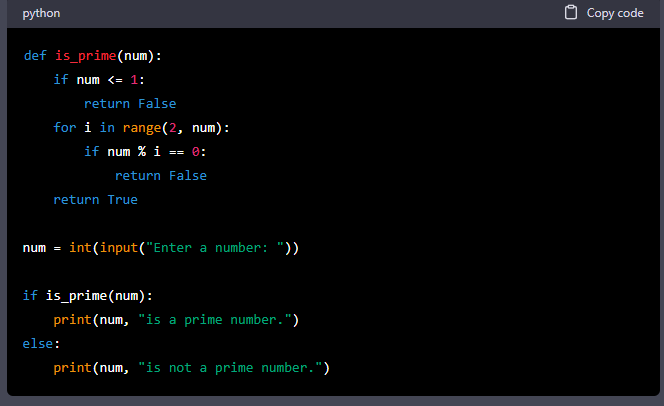 python Copy code
def is_prime(num):
    if num <= 1:
        return False
    for i in range(2, num):
        if num % i == 0:
            return False
    return True

num = int(input("Enter a number: "))

if is_prime(num):
    print(num, "is a prime number.")
else:
    print(num, "is not a prime number.")